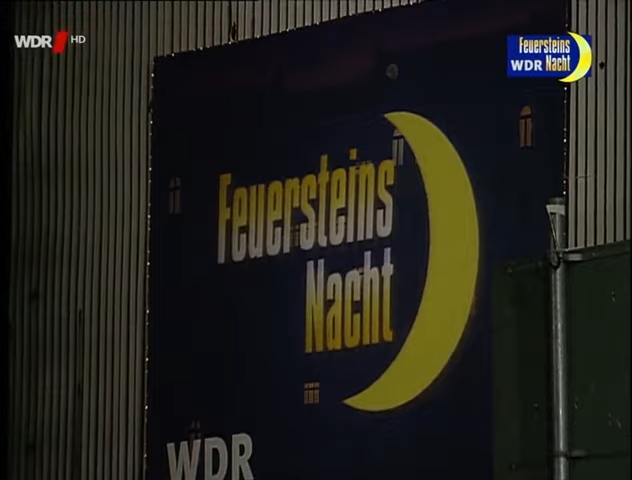 WDR HD
Feuersteins
WDR Nacht
Feuersteins
Nacht
WDR